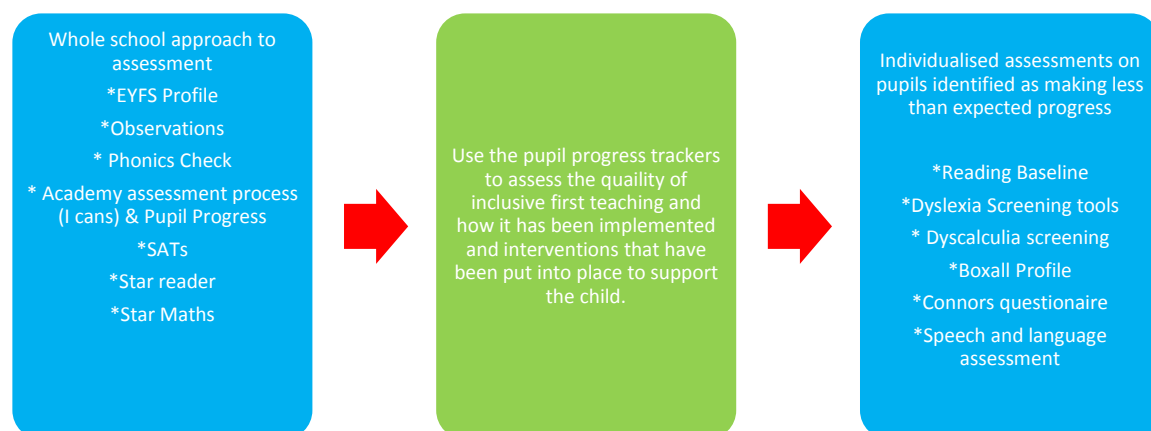 Whole school approach to
assessment
*EYFS Profile
*Observations
* Phonics Check
* Academy assessment process
(I cans) & Pupil Progress
*SATs
*Star reader
*Star Maths
Use the pupil progress trackers
to assess the quaility of
inclusive first teaching and
how it has been implemented
and interventions that have
been put into place to support
the child.
Individualised assessments on
pupils identified as making less
than expected progress
*Reading Baseline
*Dyslexia Screening tools
* Dyscalculia screening
*Boxall Profile
*Connors questionaire
*Speech and language
assessment